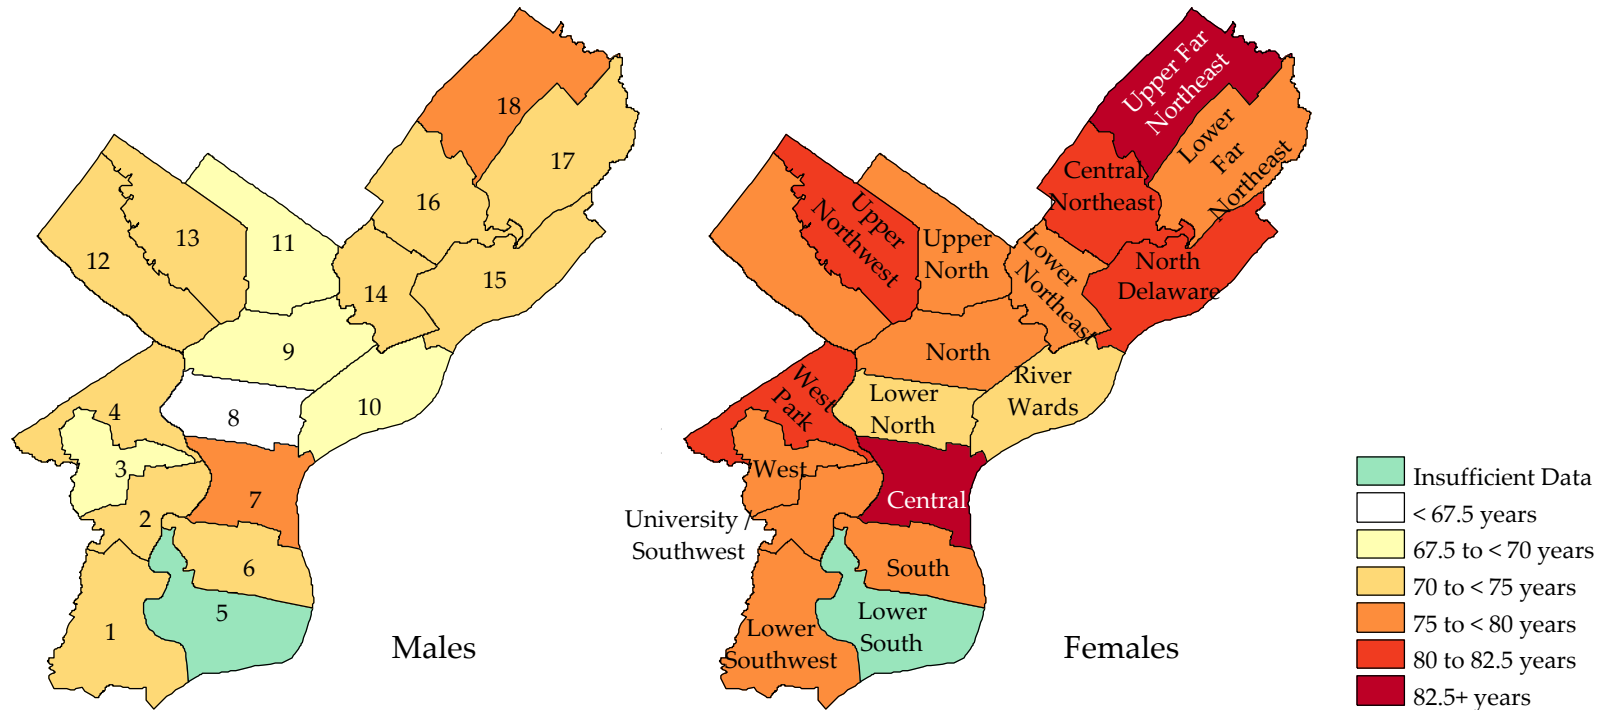 18
17
16
15
14
13
12
11
10
9
8
7
6
5
4
3
2
1
Males
Upper Far
Northeast
Lower
Far
Northeast
Central
Northeast
North
Delaware
Lower
Northeast
Upper
North
Upper
Northwest
North
River
Wards
Lower
North
West
Park
West
Central
University /
Southwest
South
Lower
South
Lower
Southwest
Females
Insufficient Data
< 67.5 years
67.5 to < 70 years
70 to < 75 years
75 to < 80 years
80 to 82.5 years
82.5+ years